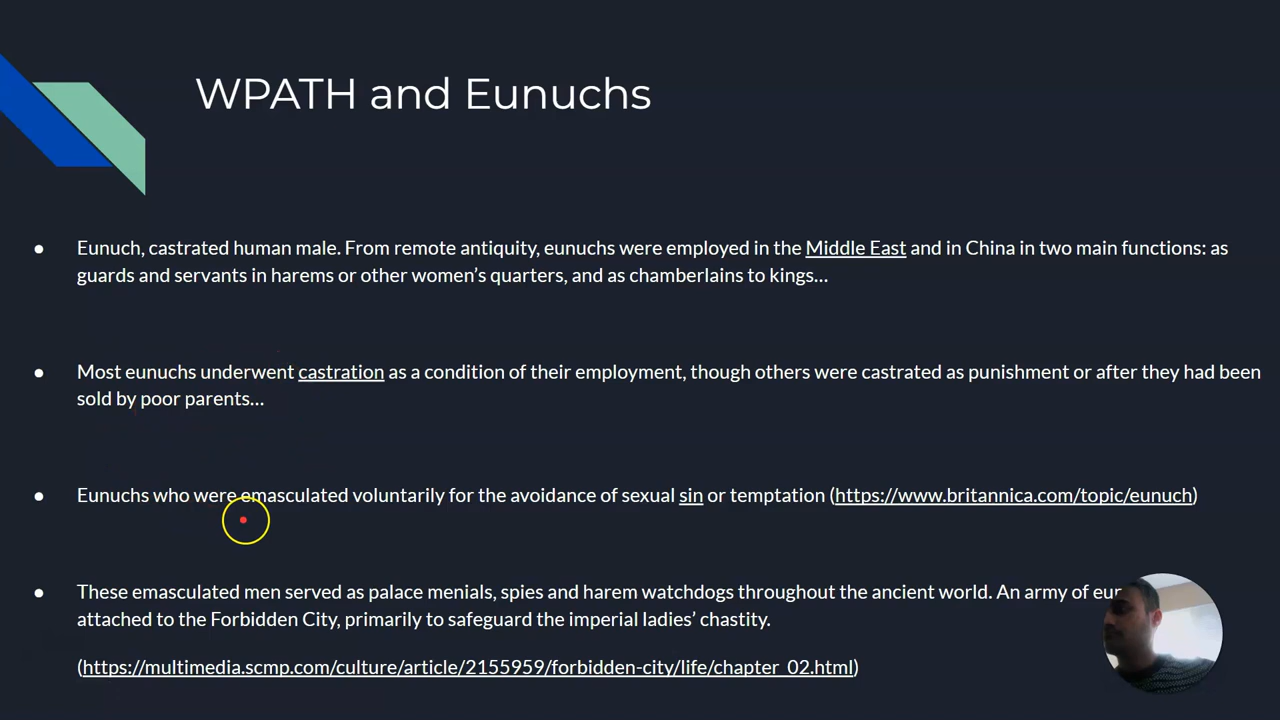 WPATH and Eunuchs
● Eunuch, castrated human male. From remote antiquity, eunuchs were employed in the Middle East and in China in two main functions: as
guards and servants in harems or other women’s quarters, and as chamberlains to kings…
● Most eunuchs underwent castration as a condition of their employment, though others were castrated as punishment or after they had been
sold by poor parents…
● Eunuchs who were emasculated voluntarily for the avoidance of sexual sin or temptation (https://www.britannica.com/topic/eunuch)
● These emasculated men served as palace menials, spies and harem watchdogs throughout the ancient world. An army of
attached to the Forbidden City, primarily to safeguard the imperial ladies’ chastity.
(https://multimedia.scmp.com/culture/article/2155959/forbidden-city/life/chapter_02.html)